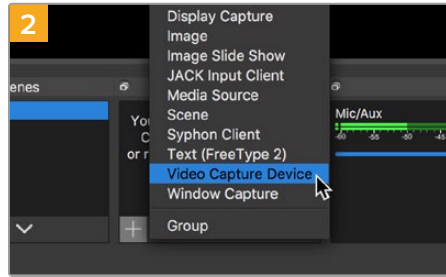 2
Display Capture
Image
Image Slide Show
JACK Input Client
Media Source
Scene
Syphon Client
Text (FreeType 2)
Video Capture Device
Window Capture
Group
enes
You
C
or r
Mic/Aux
-60 -55 -50 -45